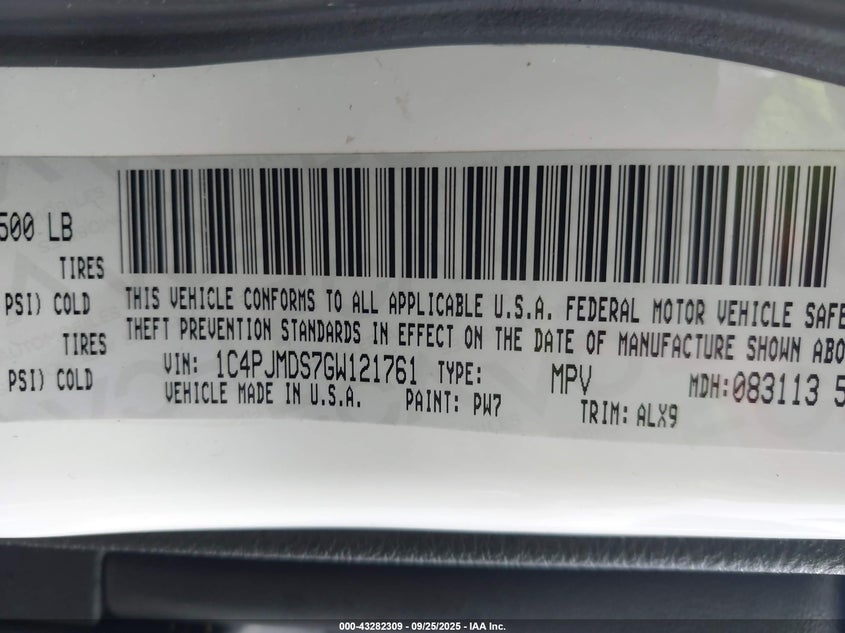 500 LB
TIRES
PSI) COLD
TIRES
PSI) COLD
THIS VEHICLE CONFORMS TO ALL APPLICABLE U.S.A. FEDERAL MOTOR VEHICLE SAFE
THEFT PREVENTION STANDARDS IN EFFECT ON THE DATE OF MANUFACTURE SHOWN ABO
VIN: 1C4PJMDS7GW121761 TYPE: MPV MDH:083113 5
VEHICLE MADE IN U.S.A. PAINT: PW7 TRIM: ALX9
000-43282309 - 09/25/2025 - IAA Inc.